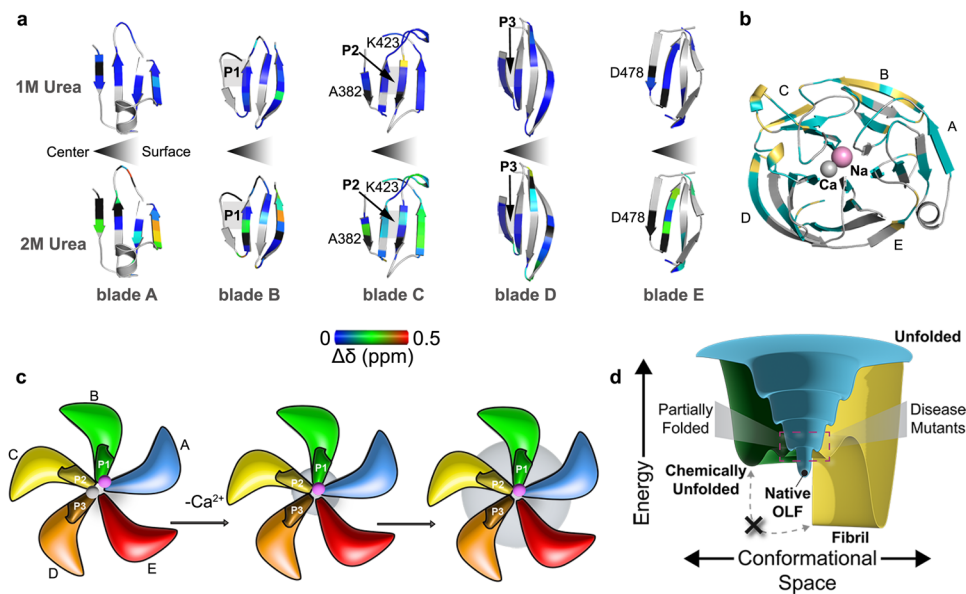 a
1M Urea
P1
P2
K423
A382
P3
D478
Center
Surface
2M Urea
P1
P2
K423
A382
P3
D478
blade A
blade B
blade C
blade D
blade E
0
0.5
Δδ (ppm)
b
A
B
C
D
E
Ca
Na
c
A
B
C
D
E
P1
P2
P3
-Ca²⁺
P1
P2
P3
P1
P2
P3
d
Unfolded
Energy
Partially
Folded
Disease
Mutants
Chemically
Unfolded
Native
OLF
Fibril
Conformational
Space